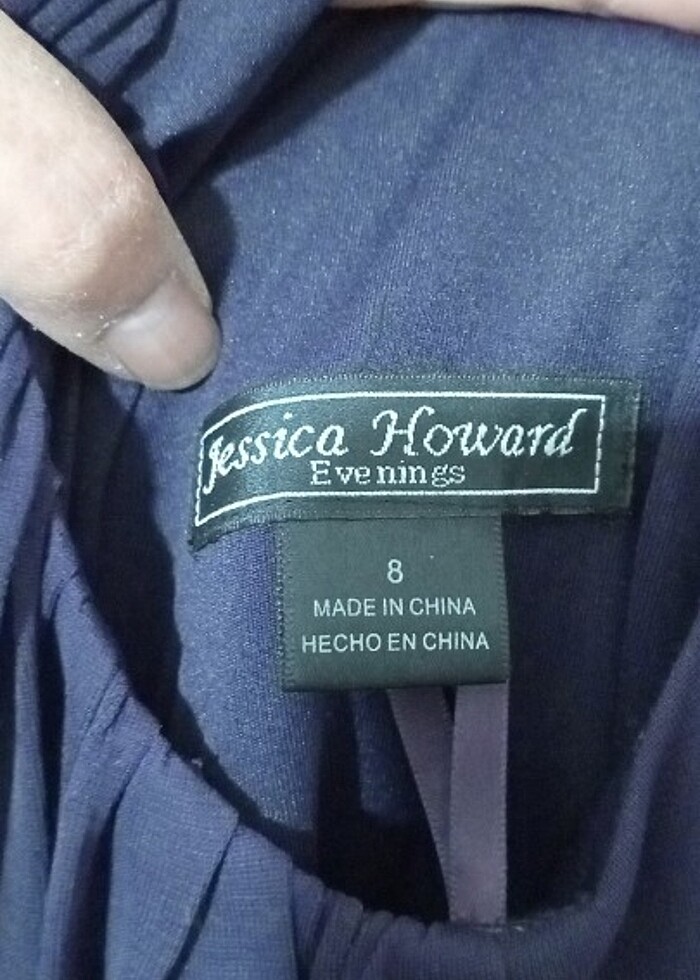 Jessica Howard
Evenings
8
MADE IN CHINA
HECHO EN CHINA